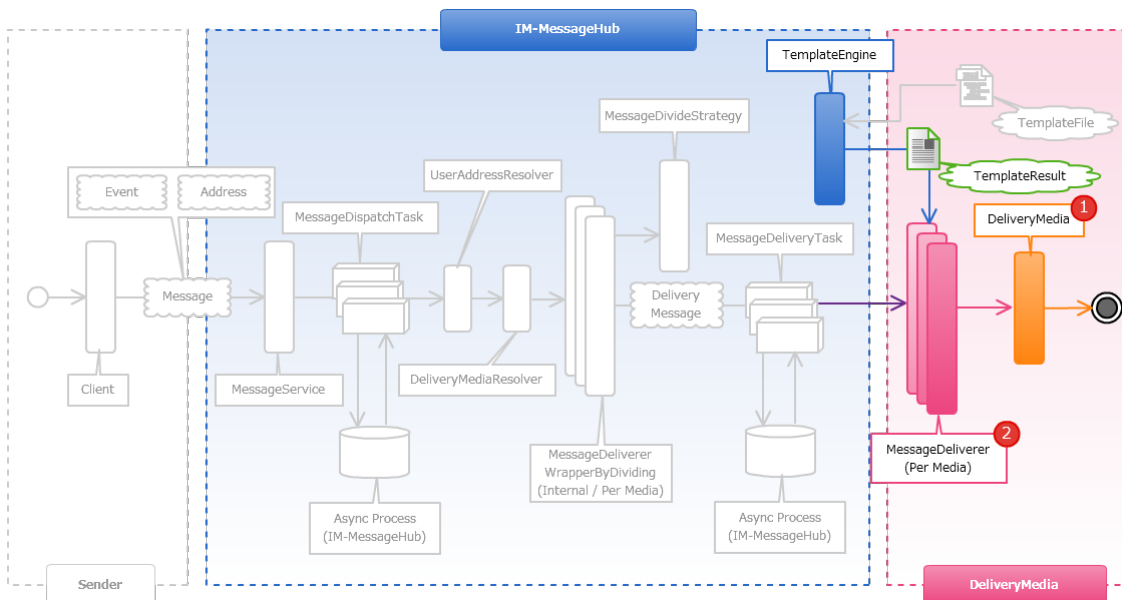 IM-MessageHub
TemplateEngine
TemplateFile
MessageDivideStrategy
TemplateResult
UserAddressResolver
Event
Address
MessageDispatchTask
1
DeliveryMedia
MessageDeliveryTask
Message
Delivery
Message
Client
MessageService
DeliveryMediaResolver
2
MessageDeliverer
(Per Media)
MessageDeliverer
WrapperByDividing
(Internal / Per Media)
Async Process
(IM-MessageHub)
Async Process
(IM-MessageHub)
Sender
DeliveryMedia